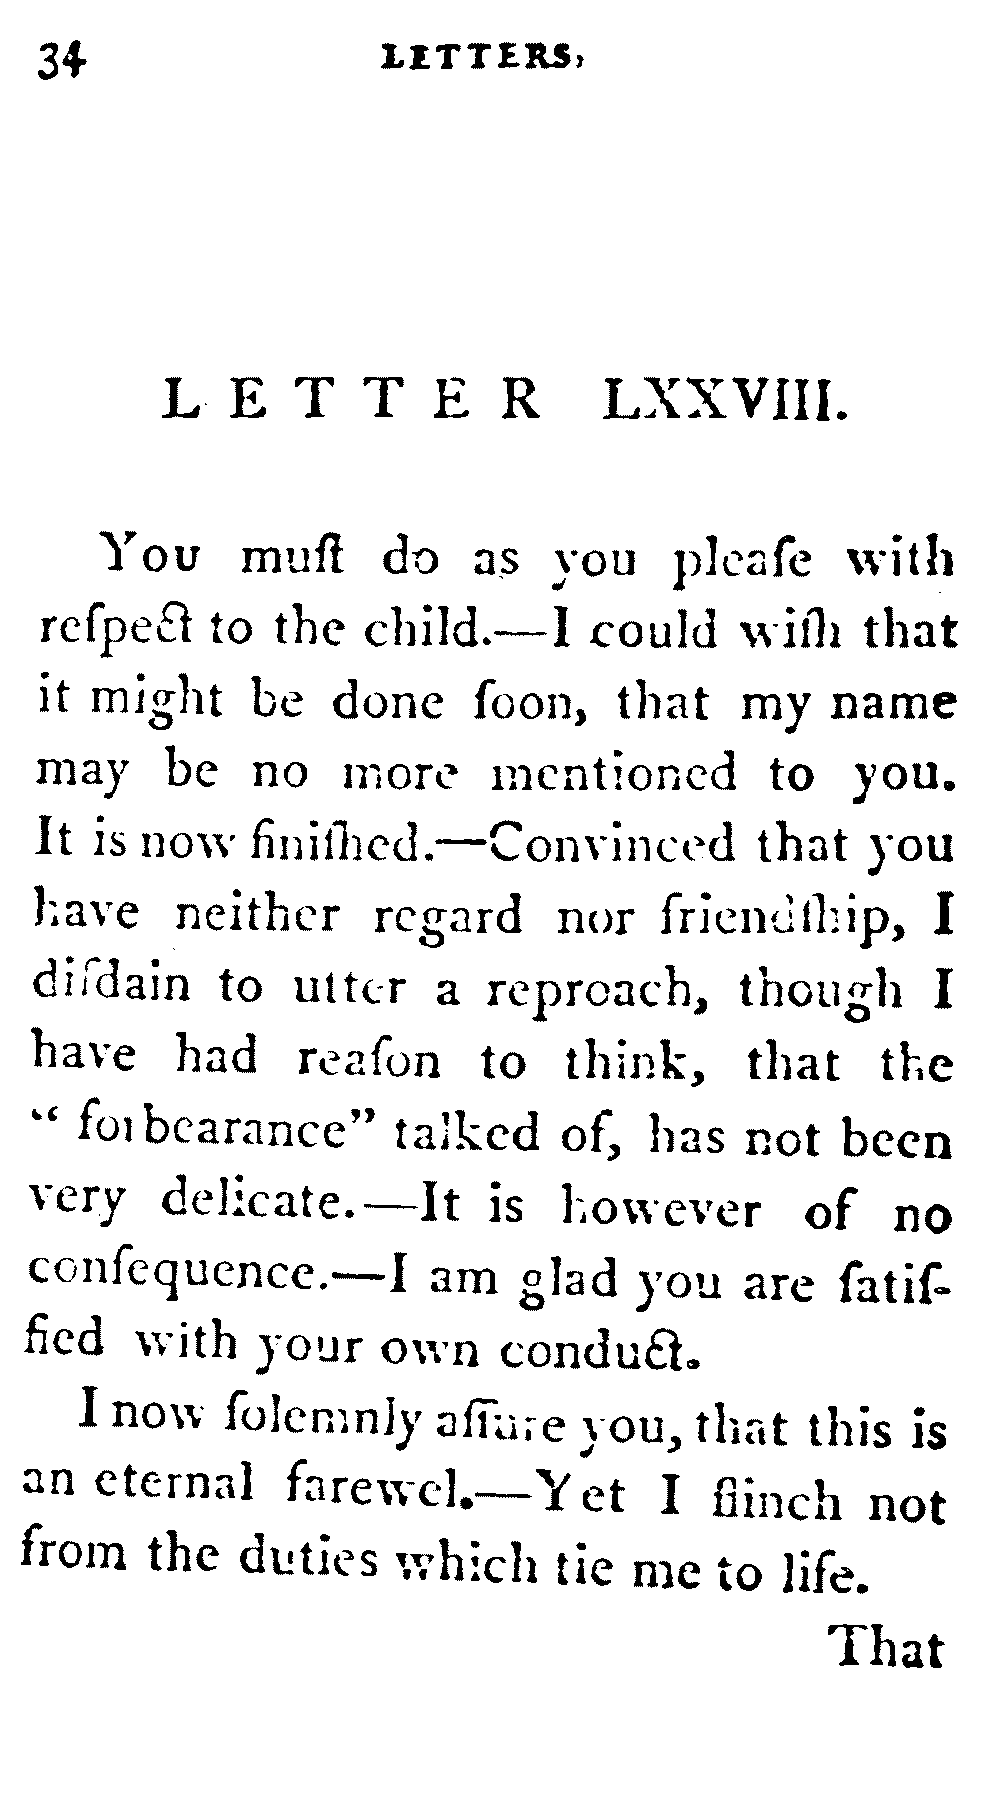 34 LETTERS,
LETTER LXXVIII.
You muſt do as you pleaſe with
reſpect to the child.—I could wiſh that
it might be done ſoon, that my name
may be no more mentioned to you.
It is now finiſhed.—Convinced that you
have neither regard nor friendſhip, I
diſdain to utter a reproach, though I
have had reaſon to think, that the
“ forbearance” talked of, has not been
very delicate.—It is however of no
conſequence.—I am glad you are ſatiſ-
fied with your own conduct.
I now ſolemnly aſſure you, that this is
an eternal farewel.—Yet I flinch not
from the duties which tie me to life.
That